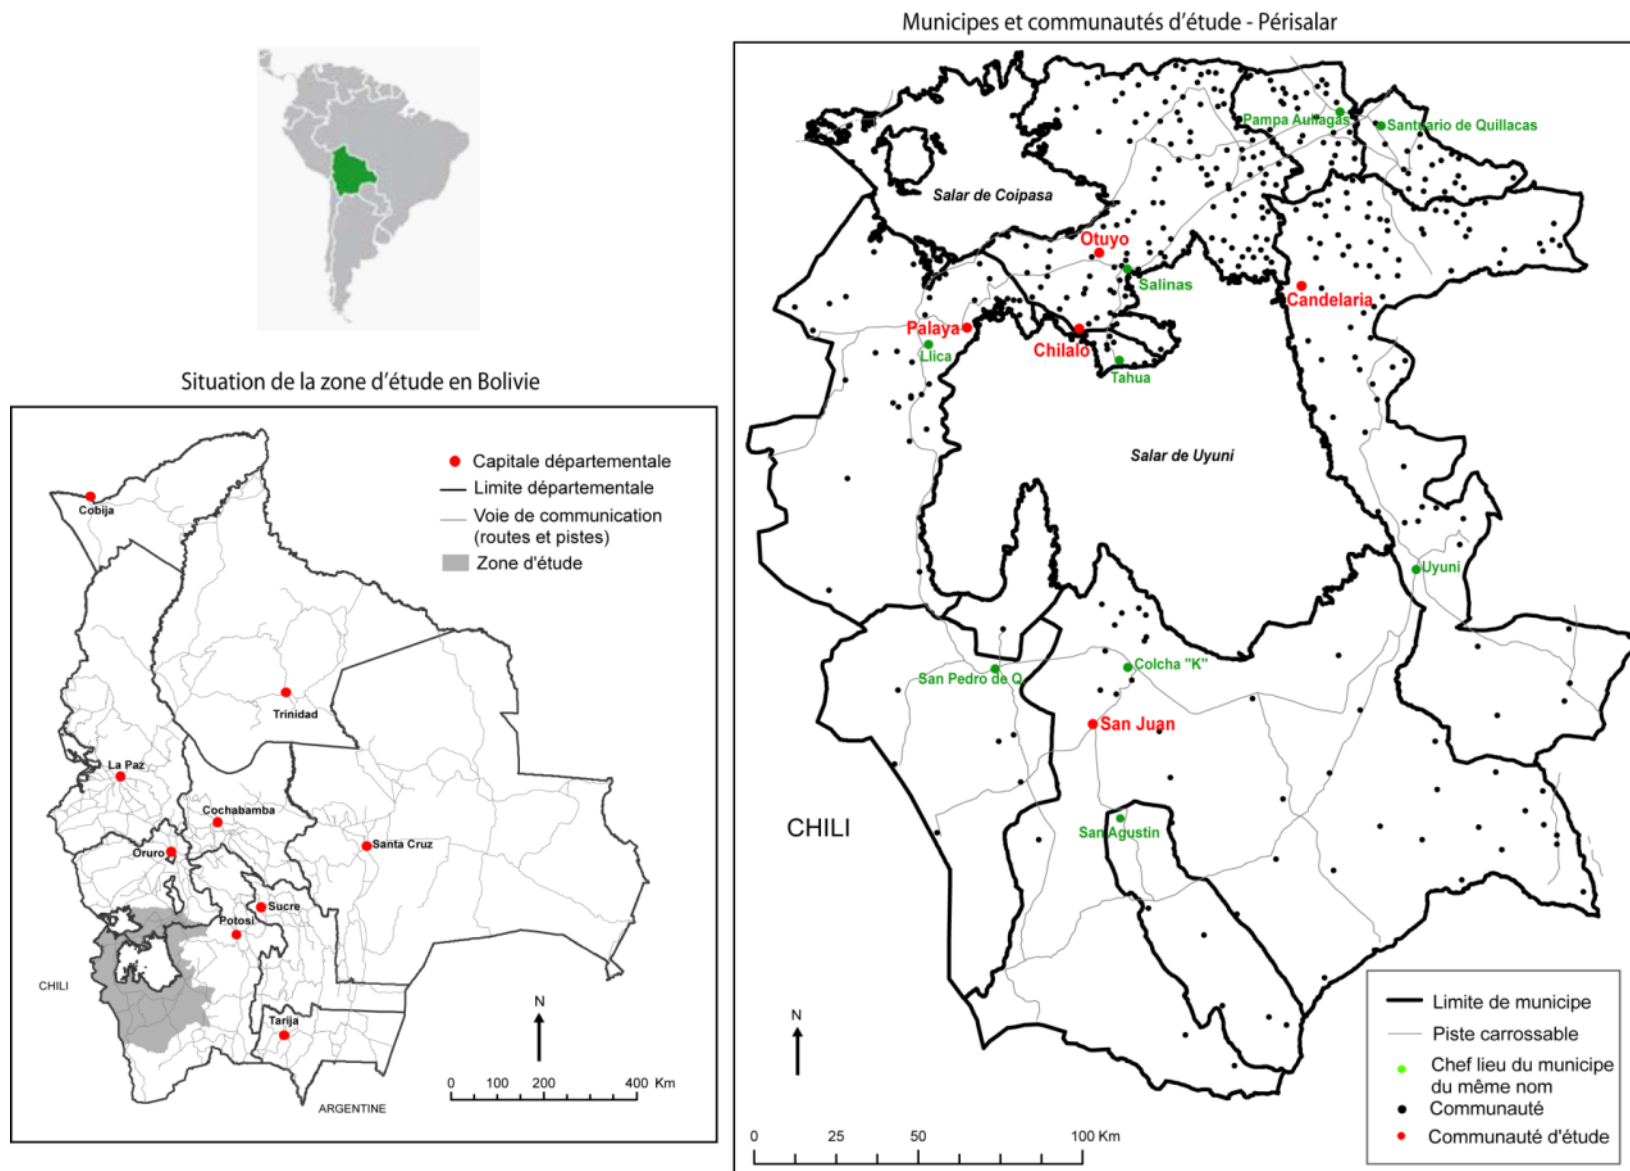 Municipes et communautés d'étude - Périsalar
Pampa Aullagas
Santuario de Quillacas
Salar de Coipasa
Otuyo
Salinas
Candelaria
Palaya
Llica
Chilalo
Tahua
Salar de Uyuni
Uyuni
San Pedro de Q.
Colcha "K"
San Juan
San Agustin
CHILI
N
0 25 50 100 Km
Limite de municipe
Piste carrossable
Chef lieu du municipe
du même nom
Communauté
Communauté d'étude
Situation de la zone d'étude en Bolivie
Capitale départementale
Limite départementale
Voie de communication
(routes et pistes)
Zone d'étude
Cobija
Trinidad
La Paz
Cochabamba
Oruro
Santa Cruz
Sucre
Potosí
Tarija
CHILI
ARGENTINE
N
0 100 200 400 Km